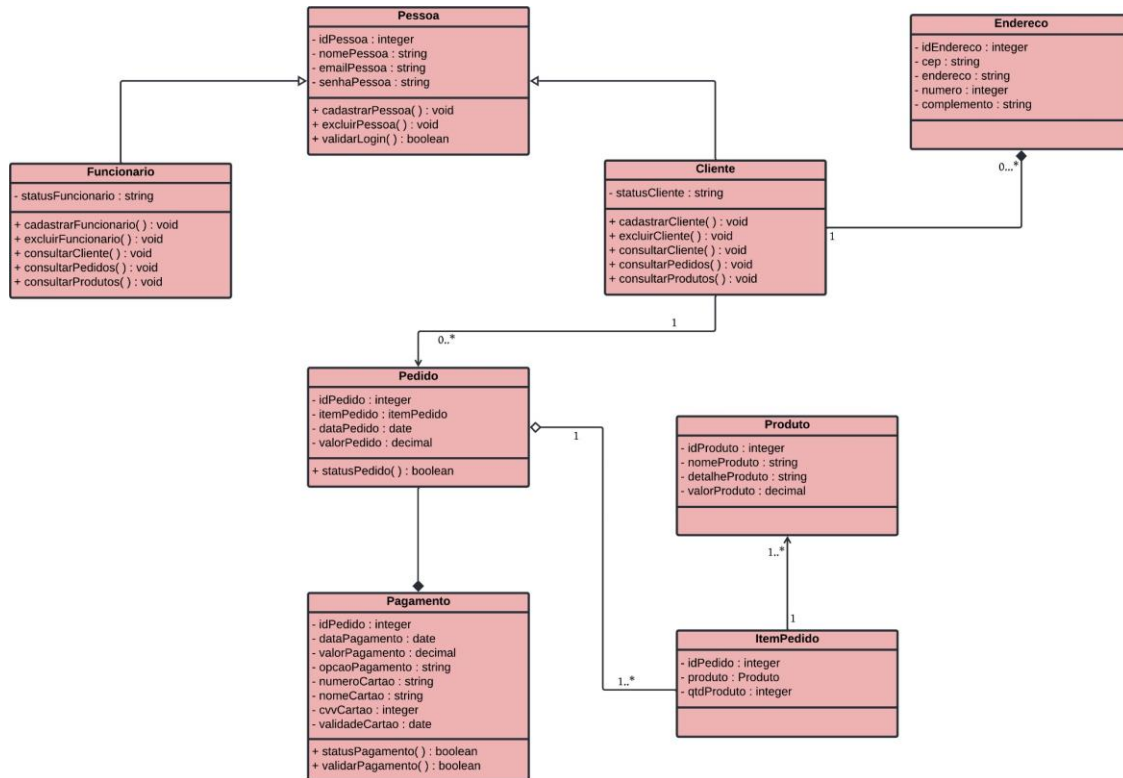 Pessoa
- idPessoa : integer
- nomePessoa : string
- emailPessoa : string
- senhaPessoa : string
+ cadastrarPessoa( ) : void
+ excluirPessoa( ) : void
+ validarLogin( ) : boolean
Endereco
- idEndereco : integer
- cep : string
- endereco : string
- numero : integer
- complemento : string
0...*
Funcionario
- statusFuncionario : string
+ cadastrarFuncionario( ) : void
+ excluirFuncionario( ) : void
+ consultarCliente( ) : void
+ consultarPedidos( ) : void
+ consultarProdutos( ) : void
Cliente
- statusCliente : string
+ cadastrarCliente( ) : void
+ excluirCliente( ) : void
+ consultarCliente( ) : void
+ consultarPedidos( ) : void
+ consultarProdutos( ) : void
1
1
0..*
Pedido
- idPedido : integer
- itemPedido : itemPedido
- dataPedido : date
- valorPedido : decimal
+ statusPedido( ) : boolean
1
Produto
- idProduto : integer
- nomeProduto : string
- detalheProduto : string
- valorProduto : decimal
1..*
1
Pagamento
- idPedido : integer
- dataPagamento : date
- valorPagamento : decimal
- opcaoPagamento : string
- numeroCartao : string
- nomeCartao : string
- cvvCartao : integer
- validadeCartao : date
+ statusPagamento( ) : boolean
+ validarPagamento( ) : boolean
1..*
ItemPedido
- idPedido : integer
- produto : Produto
- qtdProduto : integer